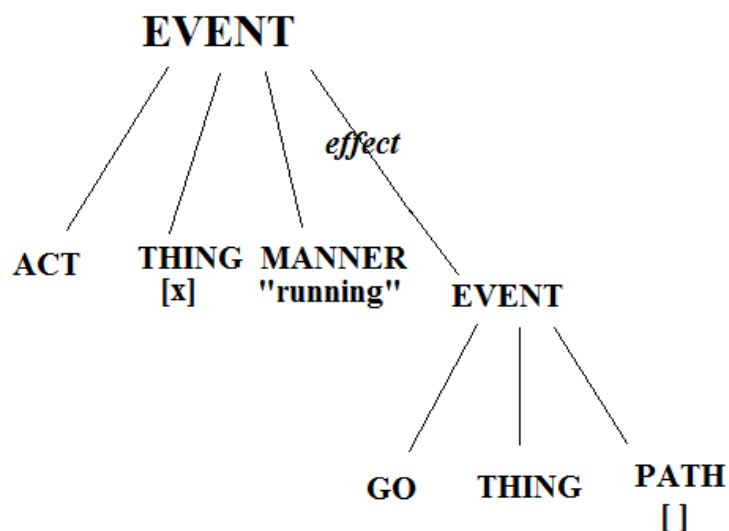 EVENT
effect
ACT THING MANNER
[x] "running"
EVENT
GO THING PATH
[ ]